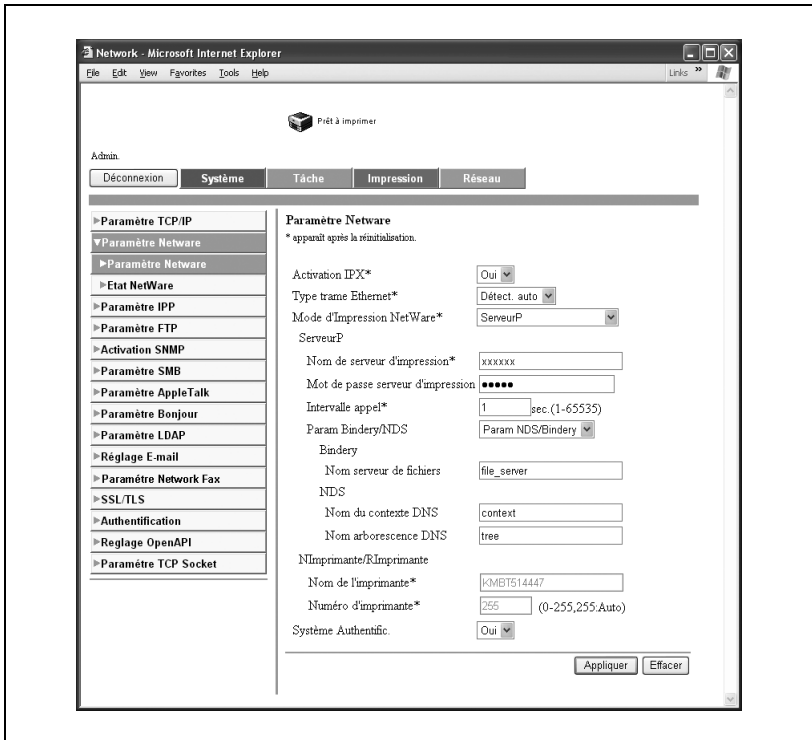 Network - Microsoft Internet Explorer
File Edit View Favorites Tools Help Links »
Prêt à imprimer
Admin.
Déconnexion Système Tâche Impression Réseau
Paramètre TCP/IP
Paramètre Netware
Paramètre Netware
Etat NetWare
Paramètre IPP
Paramètre FTP
Activation SNMP
Paramètre SMB
Paramètre AppleTalk
Paramètre Bonjour
Paramètre LDAP
Réglage E-mail
Paramétre Network Fax
SSL/TLS
Authentification
Reglage OpenAPI
Paramétre TCP Socket
Paramètre Netware
* apparaît après la réinitialisation.
Activation IPX* Oui
Type trame Ethernet* Détect. auto
Mode d'Impression NetWare* ServeurP
ServeurP
Nom de serveur d'impression* xxxxxx
Mot de passe serveur d'impression ●●●●●
Intervalle appel* 1 sec.(1-65535)
Param Bindery/NDS Param NDS/Bindery
Bindery
Nom serveur de fichiers file_server
NDS
Nom du contexte DNS context
Nom arborescence DNS tree
NImprimante/RImprimante
Nom de l'imprimante* KMBT514447
Numéro d'imprimante* 255 (0-255,255:Auto)
Système Authentific. Oui
Appliquer Effacer